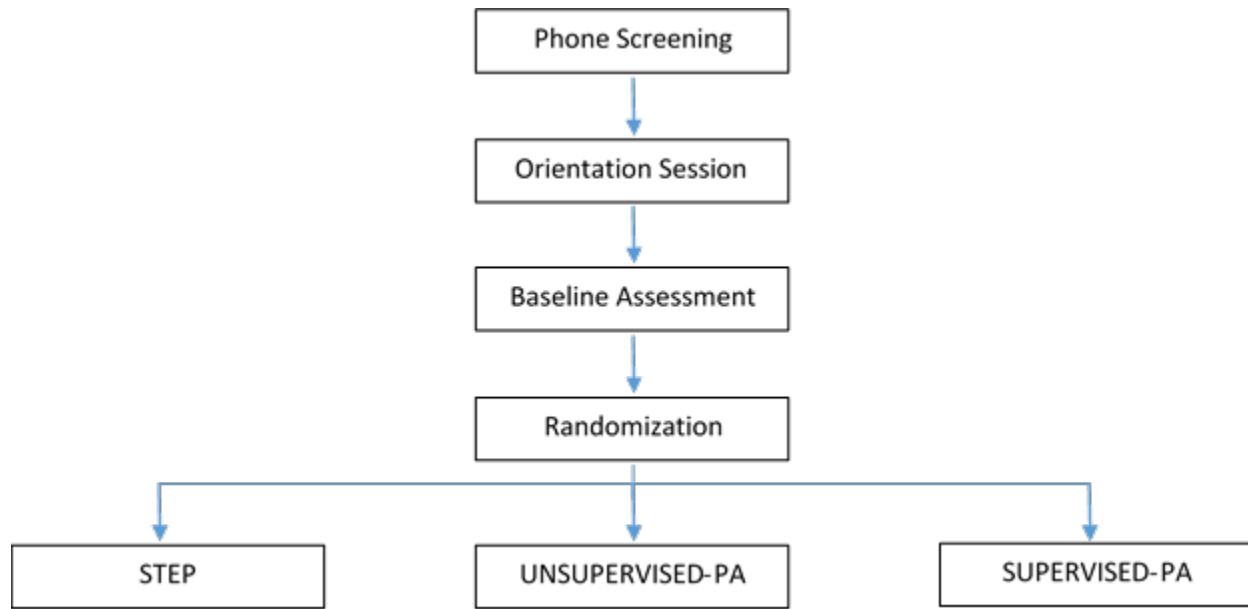 Phone Screening
Orientation Session
Baseline Assessment
Randomization
STEP
UNSUPERVISED-PA
SUPERVISED-PA